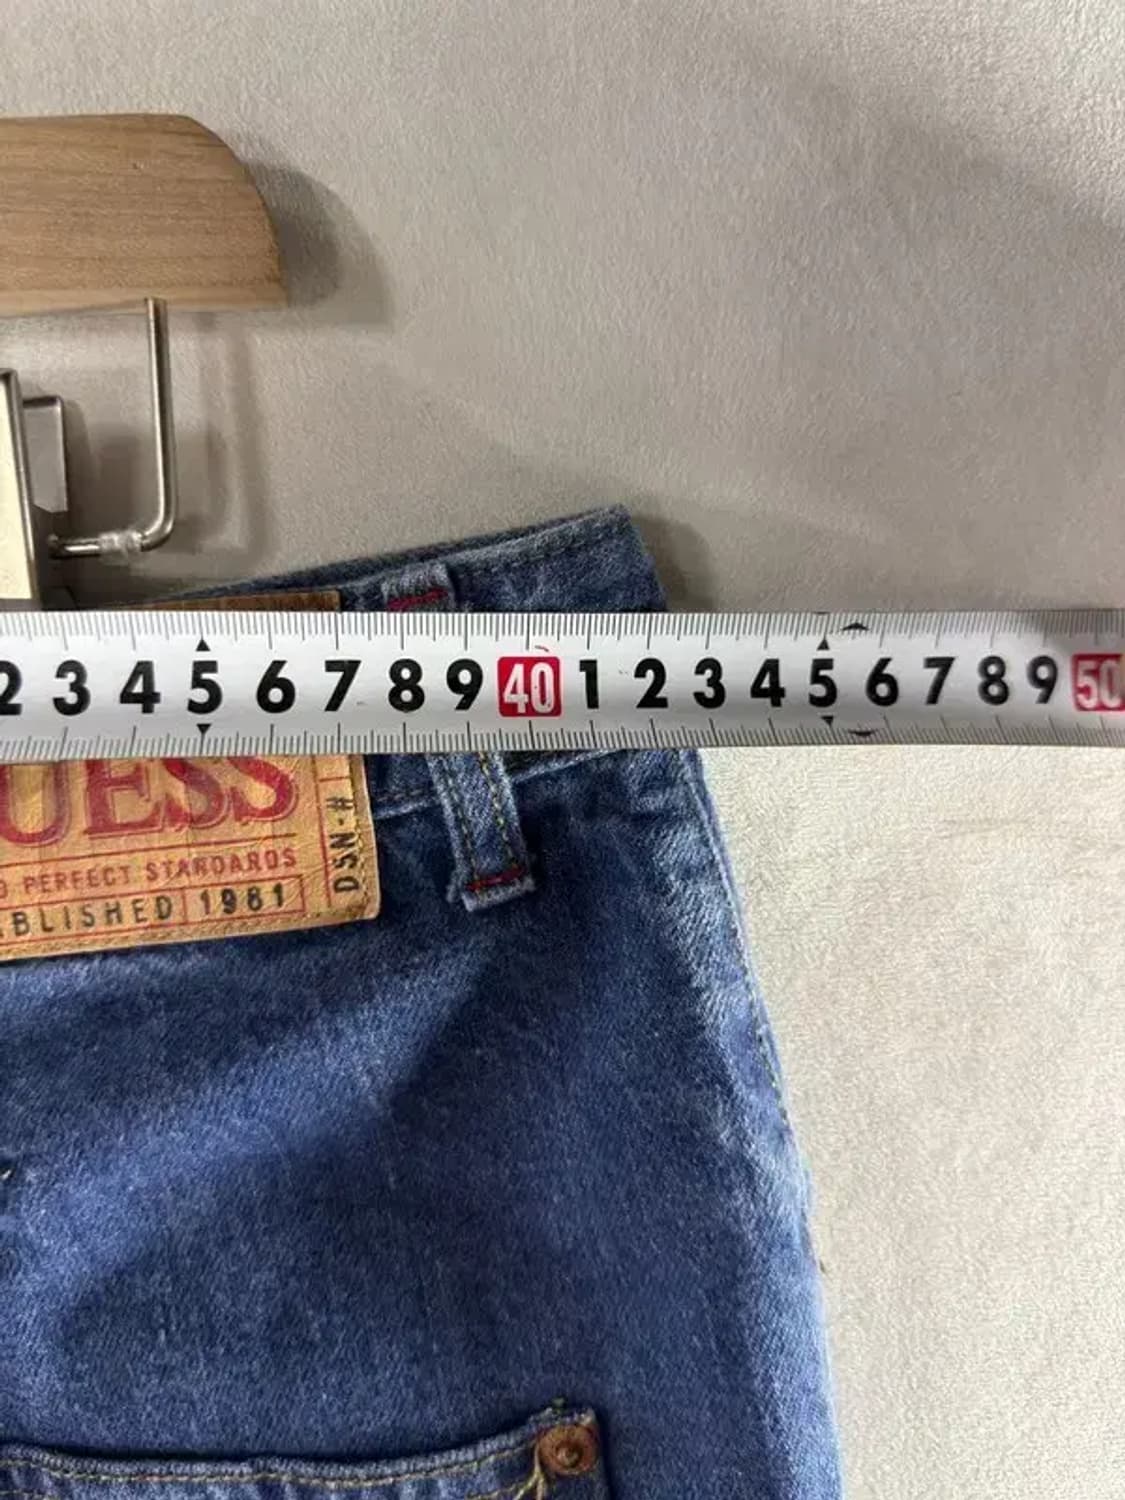 2 3 4 5 6 7 8 9 40 1 2 3 4 5 6 7 8 9 50
UESS
PERFECT STANDARDS
BLISHED 1981
DSN-#